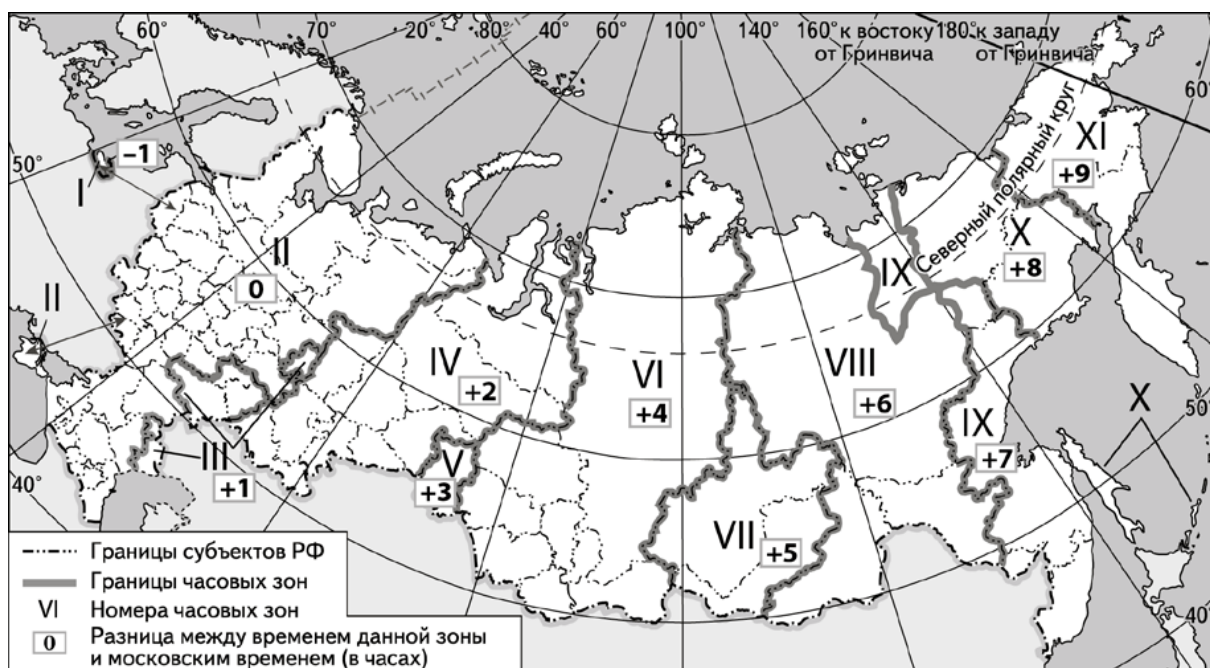 60° 70° 20° 40° 60° 80° 100° 140° 160° к востоку 180° к западу
от Гринвича от Гринвича
60°
Северный полярный круг
50°
–1
I
XI
+9
II
0
X
+8
IX
II
IV
+2
VI
+4
VIII
+6
X
50°
IX
+7
III
+1
V
+3
VII
+5
40°
40°
Границы субъектов РФ
Границы часовых зон
VI Номера часовых зон
0 Разница между временем данной зоны
и московским временем (в часах)